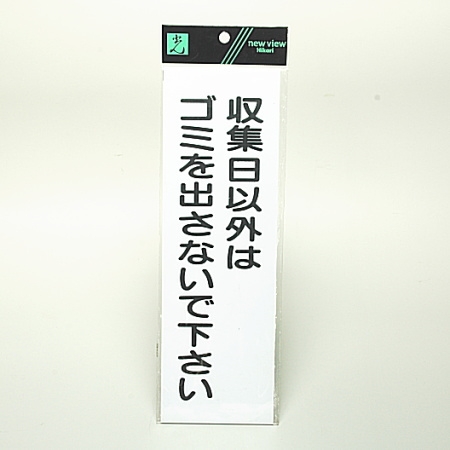 光
new view
Hikari
収集日以外は
ゴミを出さないで下さい